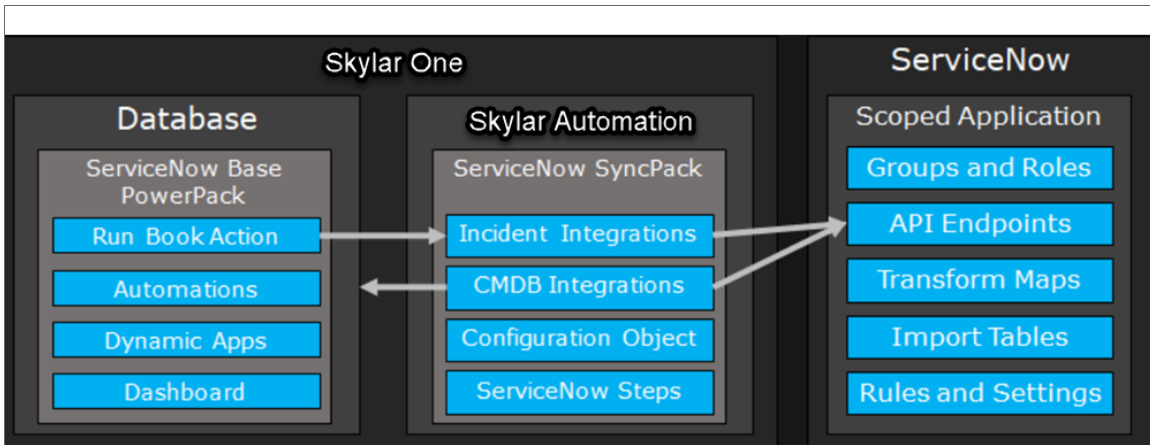 Skylar One
Database
ServiceNow Base
PowerPack
Run Book Action
Automations
Dynamic Apps
Dashboard
Skylar Automation
ServiceNow SyncPack
Incident Integrations
CMDB Integrations
Configuration Object
ServiceNow Steps
ServiceNow
Scoped Application
Groups and Roles
API Endpoints
Transform Maps
Import Tables
Rules and Settings